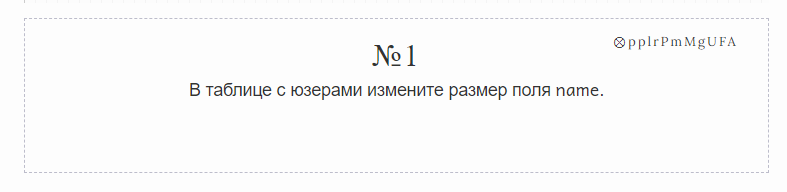 ⊗pplrPmMgUFA
№1
В таблице с юзерами измените размер поля name.